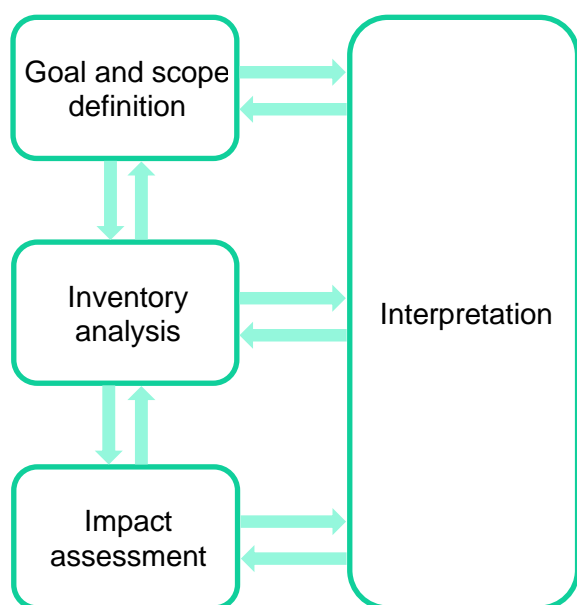 Goal and scope
definition
Inventory
analysis
Interpretation
Impact
assessment